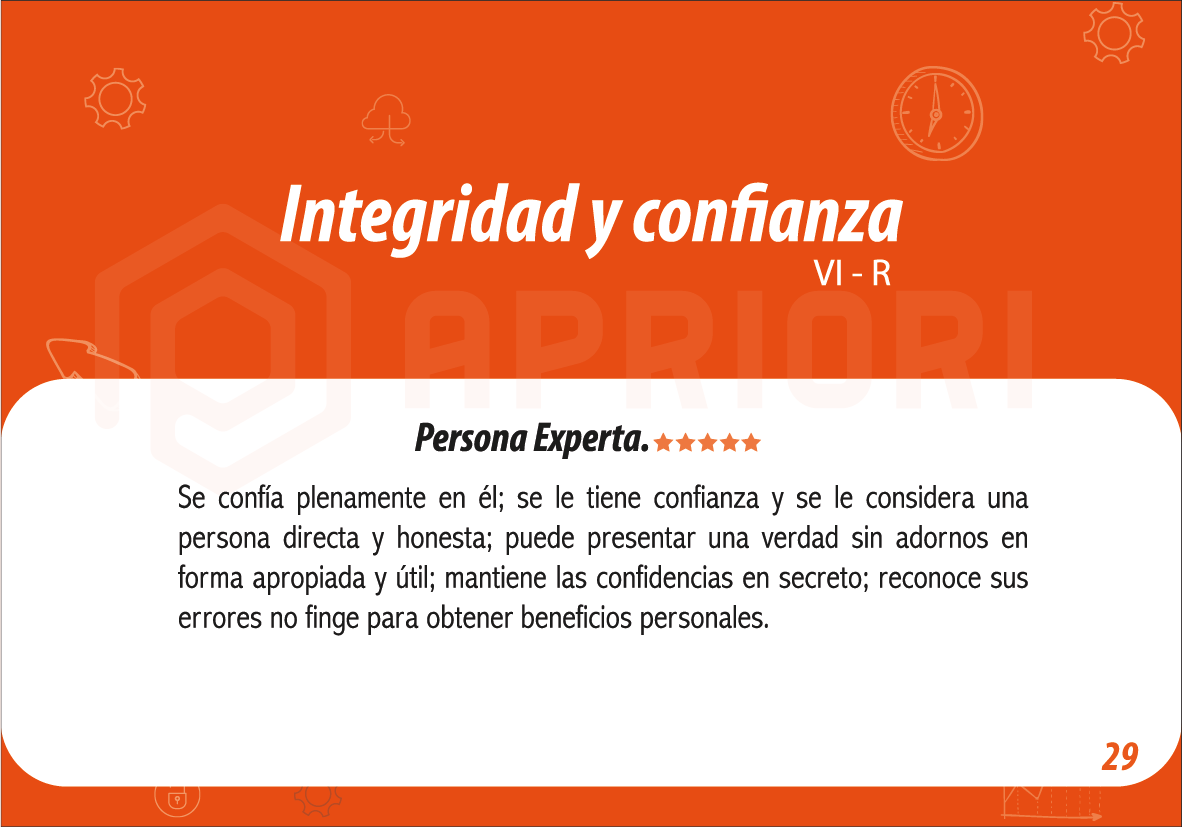 Integridad y confianza
VI - R
APRIORI
Persona Experta.
Se confía plenamente en él; se le tiene confianza y se le considera una
persona directa y honesta; puede presentar una verdad sin adornos en
forma apropiada y útil; mantiene las confidencias en secreto; reconoce sus
errores no finge para obtener beneficios personales.
29